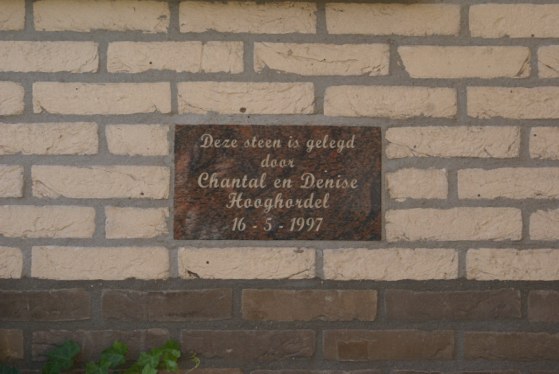 Deze steen is gelegd
door
Chantal en Denise
Hooghordel
16 - 5 - 1997